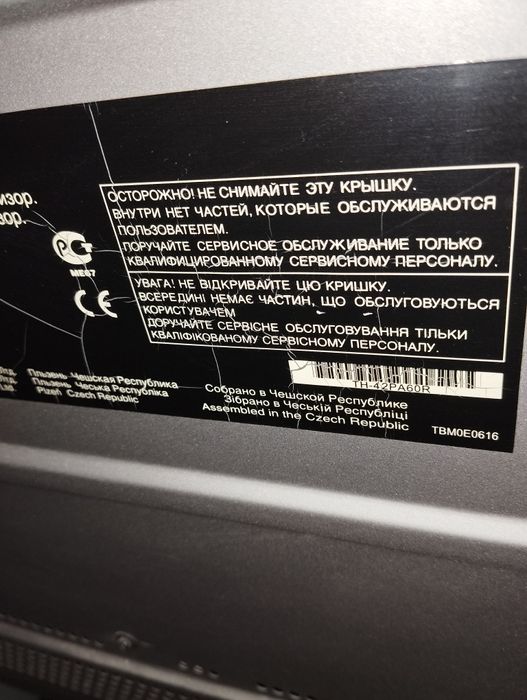 ОСТОРОЖНО! НЕ СНИМАЙТЕ ЭТУ КРЫШКУ.
ВНУТРИ НЕТ ЧАСТЕЙ, КОТОРЫЕ ОБСЛУЖИВАЮТСЯ
ПОЛЬЗОВАТЕЛЕМ.
ПОРУЧАЙТЕ СЕРВИСНОЕ ОБСЛУЖИВАНИЕ ТОЛЬКО
КВАЛИФИЦИРОВАННОМУ СЕРВИСНОМУ ПЕРСОНАЛУ.
УВАГА! НЕ ВІДКРИВАЙТЕ ЦЮ КРИШКУ.
ВСЕРЕДИНІ НЕМАЄ ЧАСТИН, ЩО ОБСЛУГОВУЮТЬСЯ
КОРИСТУВАЧЕМ
ДОРУЧАЙТЕ СЕРВІСНЕ ОБСЛУГОВУВАННЯ ТІЛЬКИ
КВАЛІФІКОВАНОМУ СЕРВІСНОМУ ПЕРСОНАЛУ.
изор.
зор.
РСТ
ME67
CE
TH-42PA60R
Пльзень Чешская Республика
Пльзень Чеська Республіка
Plzeň Czech Republic
Собрано в Чешской Республике
Зібрано в Чеській Республіці
Assembled in the Czech Republic
TBM0E0616